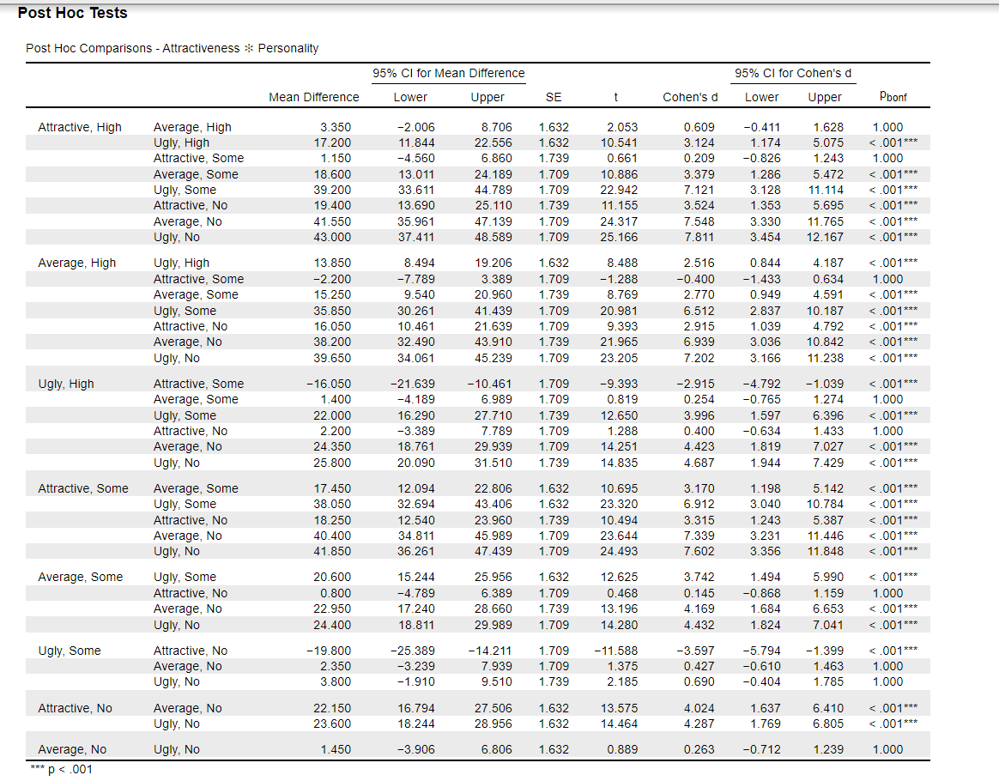 Post Hoc Tests
Post Hoc Comparisons - Attractiveness ✻ Personality
95% CI for Mean Difference 95% CI for Cohen's d
Mean Difference Lower Upper SE t Cohen's d Lower Upper pbonf
Attractive, High Average, High 3.350 −2.006 8.706 1.632 2.053 0.609 −0.411 1.628 1.000
Ugly, High 17.200 11.844 22.556 1.632 10.541 3.124 1.174 5.075 < .001***
Attractive, Some 1.150 −4.560 6.860 1.739 0.661 0.209 −0.826 1.243 1.000
Average, Some 18.600 13.011 24.189 1.709 10.886 3.379 1.286 5.472 < .001***
Ugly, Some 39.200 33.611 44.789 1.709 22.942 7.121 3.128 11.114 < .001***
Attractive, No 19.400 13.690 25.110 1.739 11.155 3.524 1.353 5.695 < .001***
Average, No 41.550 35.961 47.139 1.709 24.317 7.548 3.330 11.765 < .001***
Ugly, No 43.000 37.411 48.589 1.709 25.166 7.811 3.454 12.167 < .001***
Average, High Ugly, High 13.850 8.494 19.206 1.632 8.488 2.516 0.844 4.187 < .001***
Attractive, Some −2.200 −7.789 3.389 1.709 −1.288 −0.400 −1.433 0.634 1.000
Average, Some 15.250 9.540 20.960 1.739 8.769 2.770 0.949 4.591 < .001***
Ugly, Some 35.850 30.261 41.439 1.709 20.981 6.512 2.837 10.187 < .001***
Attractive, No 16.050 10.461 21.639 1.709 9.393 2.915 1.039 4.792 < .001***
Average, No 38.200 32.490 43.910 1.739 21.965 6.939 3.036 10.842 < .001***
Ugly, No 39.650 34.061 45.239 1.709 23.205 7.202 3.166 11.238 < .001***
Ugly, High Attractive, Some −16.050 −21.639 −10.461 1.709 −9.393 −2.915 −4.792 −1.039 < .001***
Average, Some 1.400 −4.189 6.989 1.709 0.819 0.254 −0.765 1.274 1.000
Ugly, Some 22.000 16.290 27.710 1.739 12.650 3.996 1.597 6.396 < .001***
Attractive, No 2.200 −3.389 7.789 1.709 1.288 0.400 −0.634 1.433 1.000
Average, No 24.350 18.761 29.939 1.709 14.251 4.423 1.819 7.027 < .001***
Ugly, No 25.800 20.090 31.510 1.739 14.835 4.687 1.944 7.429 < .001***
Attractive, Some Average, Some 17.450 12.094 22.806 1.632 10.695 3.170 1.198 5.142 < .001***
Ugly, Some 38.050 32.694 43.406 1.632 23.320 6.912 3.040 10.784 < .001***
Attractive, No 18.250 12.540 23.960 1.739 10.494 3.315 1.243 5.387 < .001***
Average, No 40.400 34.811 45.989 1.709 23.644 7.339 3.231 11.446 < .001***
Ugly, No 41.850 36.261 47.439 1.709 24.493 7.602 3.356 11.848 < .001***
Average, Some Ugly, Some 20.600 15.244 25.956 1.632 12.625 3.742 1.494 5.990 < .001***
Attractive, No 0.800 −4.789 6.389 1.709 0.468 0.145 −0.868 1.159 1.000
Average, No 22.950 17.240 28.660 1.739 13.196 4.169 1.684 6.653 < .001***
Ugly, No 24.400 18.811 29.989 1.709 14.280 4.432 1.824 7.041 < .001***
Ugly, Some Attractive, No −19.800 −25.389 −14.211 1.709 −11.588 −3.597 −5.794 −1.399 < .001***
Average, No 2.350 −3.239 7.939 1.709 1.375 0.427 −0.610 1.463 1.000
Ugly, No 3.800 −1.910 9.510 1.739 2.185 0.690 −0.404 1.785 1.000
Attractive, No Average, No 22.150 16.794 27.506 1.632 13.575 4.024 1.637 6.410 < .001***
Ugly, No 23.600 18.244 28.956 1.632 14.464 4.287 1.769 6.805 < .001***
Average, No Ugly, No 1.450 −3.906 6.806 1.632 0.889 0.263 −0.712 1.239 1.000
*** p < .001